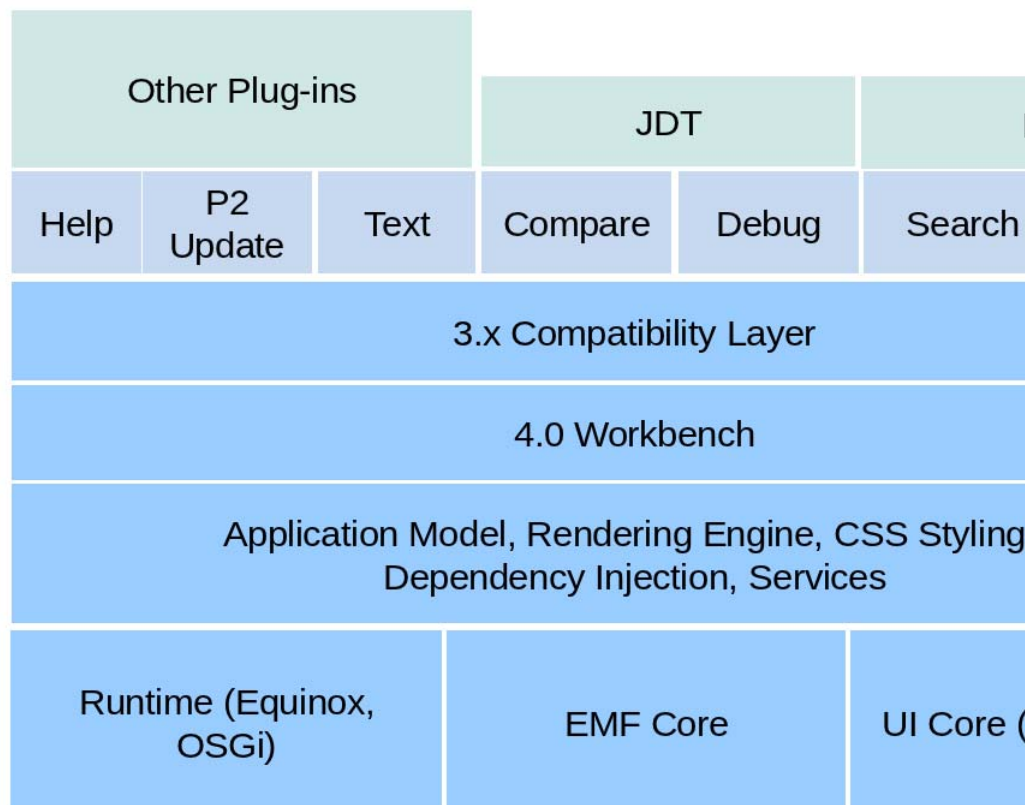 Other Plug-ins
JDT
Help
P2
Update
Text
Compare
Debug
Search
3.x Compatibility Layer
4.0 Workbench
Application Model, Rendering Engine, CSS Styling
Dependency Injection, Services
Runtime (Equinox,
OSGi)
EMF Core
UI Core (